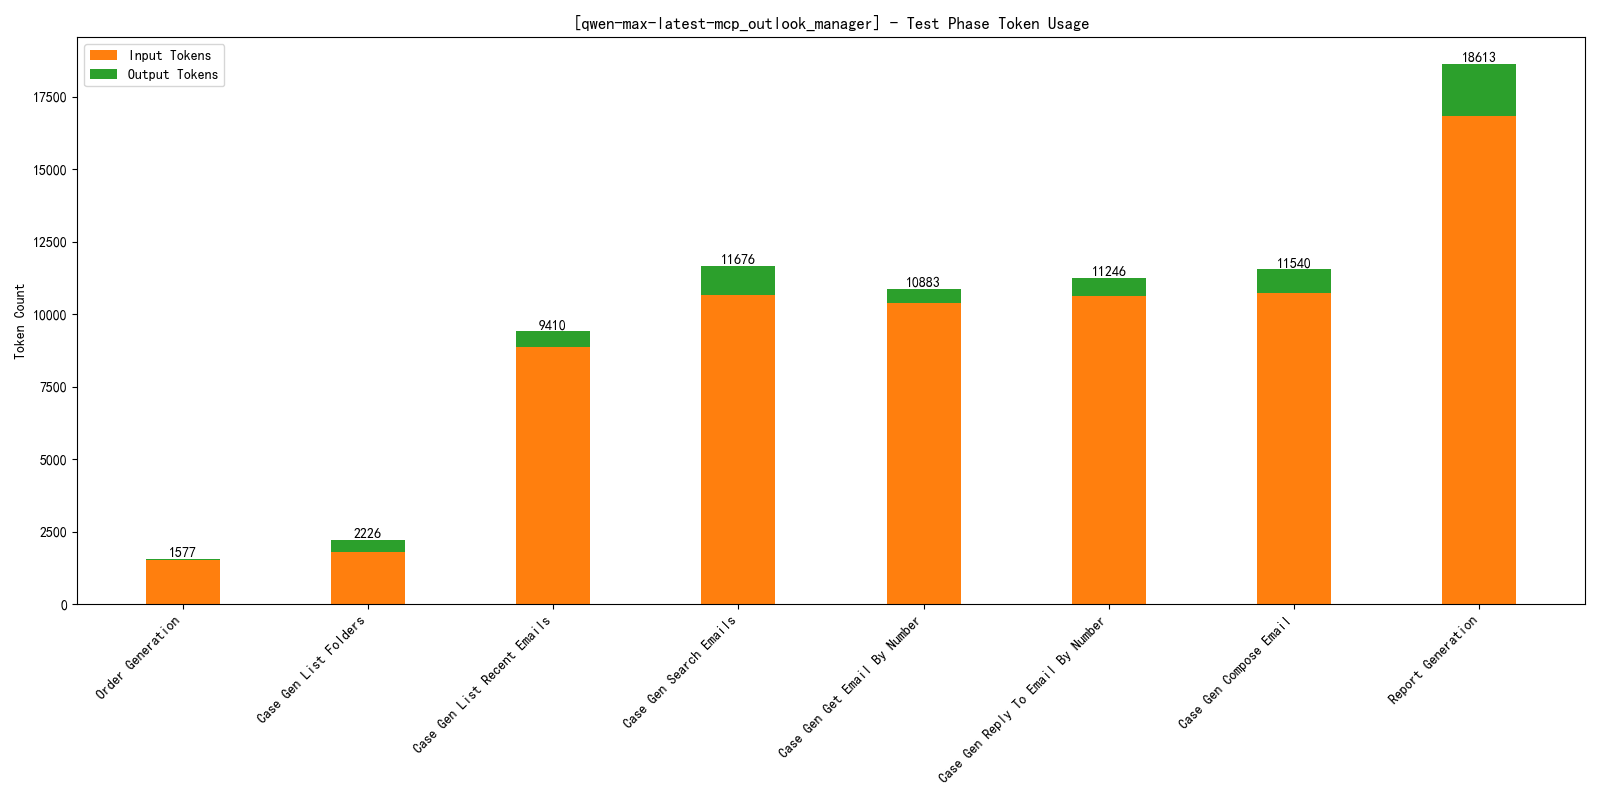 [qwen-max-latest-mcp_outlook_manager] - Test Phase Token Usage
Input Tokens
Output Tokens
Token Count
17500
15000
12500
10000
7500
5000
2500
0
1577
2226
9410
11676
10883
11246
11540
18613
Order Generation
Case Gen List Folders
Case Gen List Recent Emails
Case Gen Search Emails
Case Gen Get Email By Number
Case Gen Reply To Email By Number
Case Gen Compose Email
Report Generation